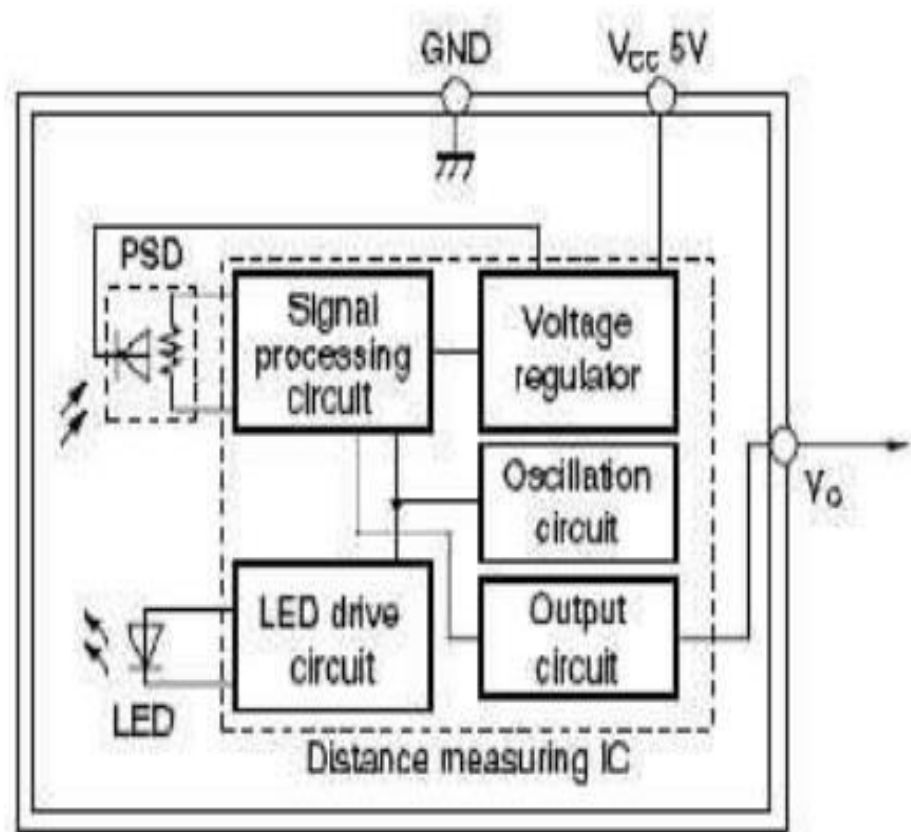 GND
VCC 5V
PSD
Signal
processing
circuit
Voltage
regulator
Oscillation
circuit
VO
LED drive
circuit
Output
circuit
LED
Distance measuring IC